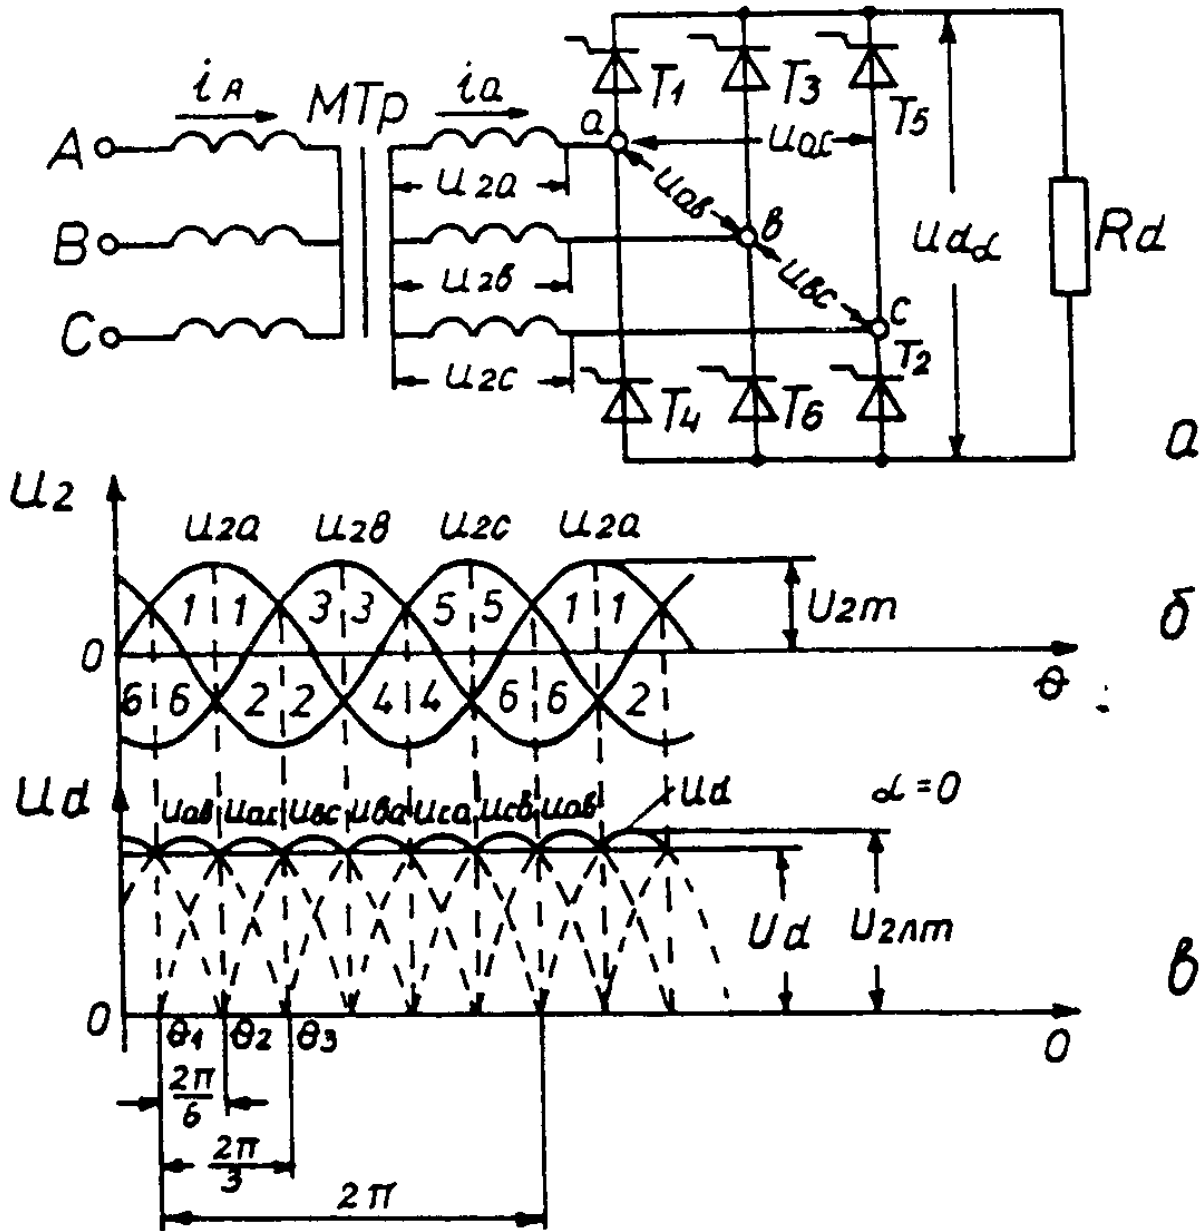 iA МТр ia
A
B
C
u2a
u2в
u2c
T1 T3 T5
a
в
c
uac
uaв
uвc
T4 T6 T2
udα
Rd
а
u2
u2a u2в u2c u2a
1 1 3 3 5 5 1 1
U2m
0
6 6 2 2 4 4 6 6 2
θ
б
ud
uaв uac uвc uвa uca ucв uaв
ud
α=0
Ud
U2лm
0
θ1 θ2 θ3
0
в
2π
6
2π
3
2π